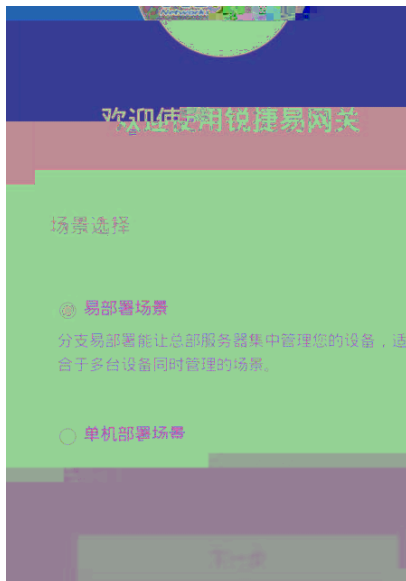 欢迎使用锐捷易网关
场景选择
易部署场景
分支易部署能让总部服务器集中管理您的设备，适
合于多台设备同时管理的场景。
单机部署场景
下一步